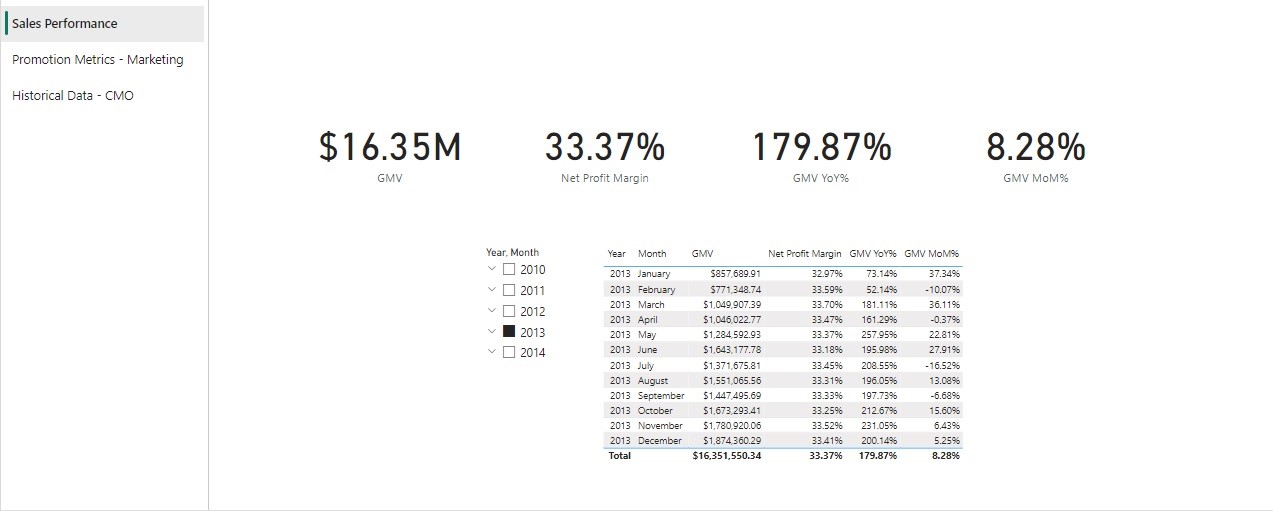 Sales Performance
Promotion Metrics - Marketing
Historical Data - CMO
$16.35M 33.37% 179.87% 8.28%
GMV Net Profit Margin GMV YoY% GMV MoM%
Year, Month
2010
2011
2012
2013
2014
Year Month GMV Net Profit Margin GMV YoY% GMV MoM%
2013 January $857,689.91 32.97% 73.14% 37.34%
2013 February $771,348.74 33.59% 52.14% -10.07%
2013 March $1,049,907.39 33.70% 181.11% 36.11%
2013 April $1,046,022.77 33.47% 161.29% -0.37%
2013 May $1,284,592.93 33.37% 257.95% 22.81%
2013 June $1,643,177.78 33.18% 195.98% 27.91%
2013 July $1,371,675.81 33.45% 208.55% -16.52%
2013 August $1,551,065.56 33.31% 196.05% 13.08%
2013 September $1,447,495.69 33.33% 197.73% -6.68%
2013 October $1,673,293.41 33.25% 212.67% 15.60%
2013 November $1,780,920.06 33.52% 231.05% 6.43%
2013 December $1,874,360.29 33.41% 200.14% 5.25%
Total $16,351,550.34 33.37% 179.87% 8.28%